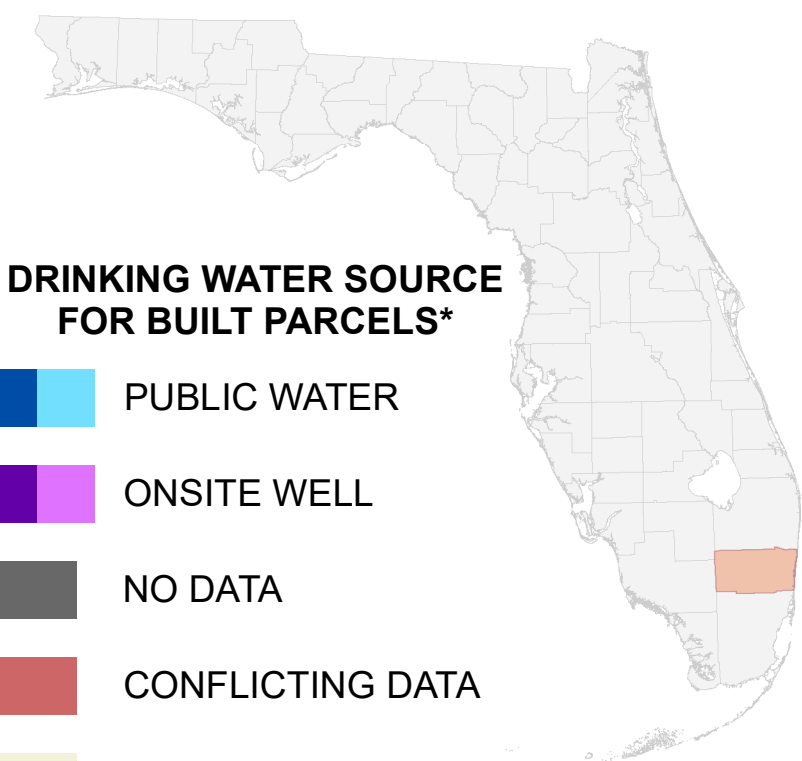 DRINKING WATER SOURCE
FOR BUILT PARCELS*
PUBLIC WATER
ONSITE WELL
NO DATA
CONFLICTING DATA